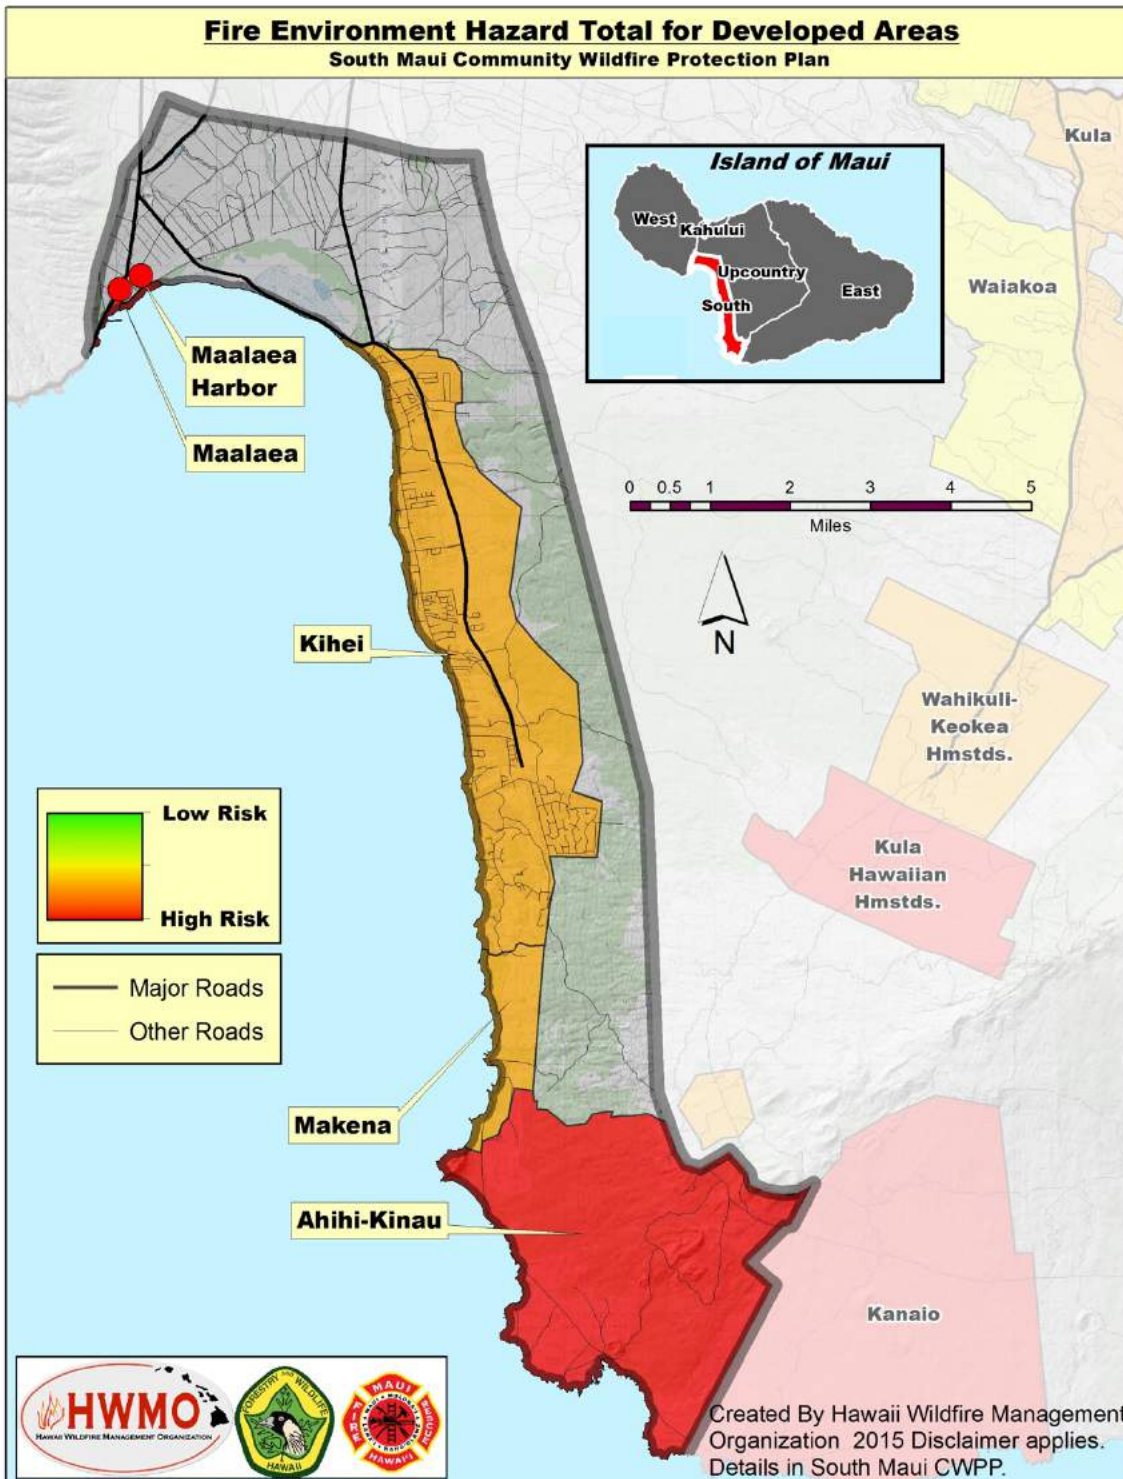 Fire Environment Hazard Total for Developed Areas
South Maui Community Wildfire Protection Plan
Kula
Island of Maui
West
Kahului
Upcountry
South
East
Waiakoa
Maalaea
Harbor
Maalaea
0 0.5 1 2 3 4 5
Miles
N
Kihei
Wahikuli-
Keokea
Hmstds.
Low Risk
High Risk
Kula
Hawaiian
Hmstds.
Major Roads
Other Roads
Makena
Ahihi-Kinau
Kanaio
HWMO
HAWAII WILDFIRE MANAGEMENT ORGANIZATION
FORESTRY AND WILDLIFE
HAWAII
MAUI
FIRE
RESCUE
HAWAI'I
Created By Hawaii Wildfire Management
Organization 2015 Disclaimer applies.
Details in South Maui CWPP.